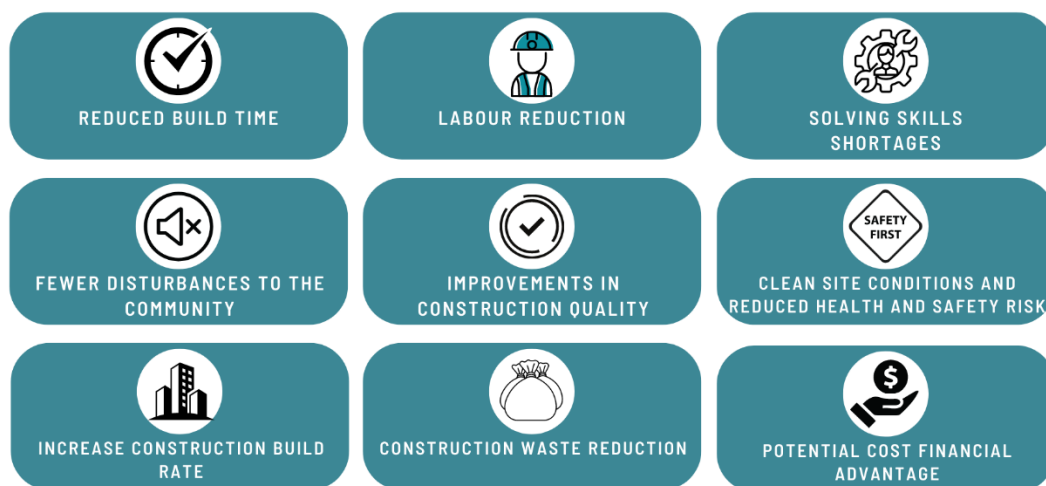 REDUCED BUILD TIME
LABOUR REDUCTION
SOLVING SKILLS
SHORTAGES
FEWER DISTURBANCES TO THE
COMMUNITY
IMPROVEMENTS IN
CONSTRUCTION QUALITY
SAFETY
FIRST
CLEAN SITE CONDITIONS AND
REDUCED HEALTH AND SAFETY RISK
INCREASE CONSTRUCTION BUILD
RATE
CONSTRUCTION WASTE REDUCTION
$
POTENTIAL COST FINANCIAL
ADVANTAGE